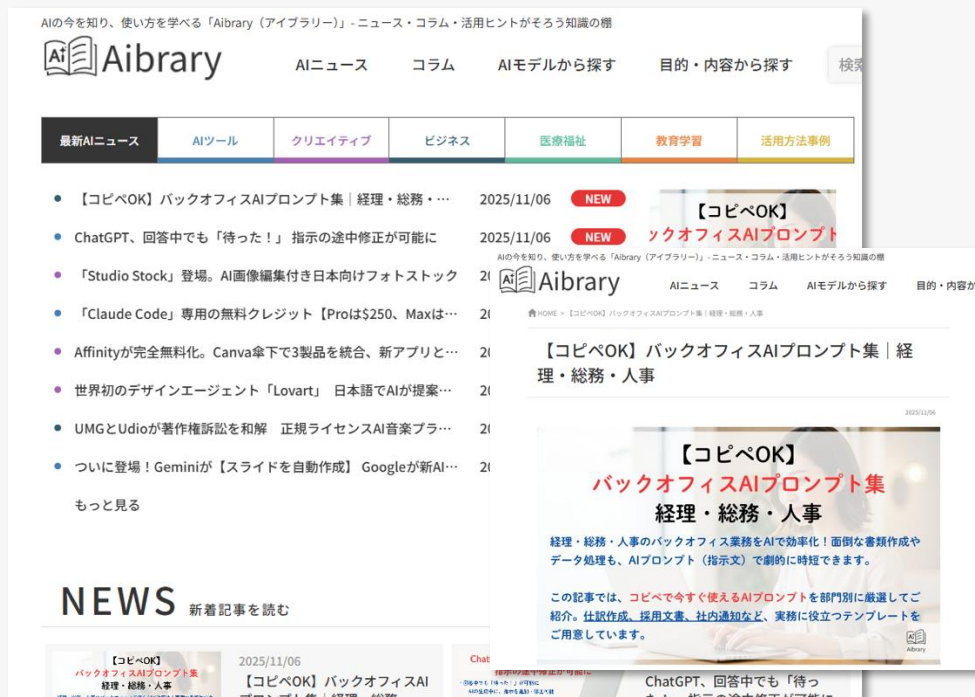 AIの今を知り、使い方を学べる「Aibrary（アイブラリー）」- ニュース・コラム・活用ヒントがそろう知識の棚
Ai Aibrary
AIニュース コラム AIモデルから探す 目的・内容から探す 検索
最新AIニュース AIツール クリエイティブ ビジネス 医療福祉 教育学習 活用方法事例
【コピペOK】バックオフィスAIプロンプト集｜経理・総務・… 2025/11/06 NEW
ChatGPT、回答中でも「待った！」 指示の途中修正が可能に 2025/11/06 NEW
「Studio Stock」登場。AI画像編集付き日本向けフォトストック
「Claude Code」専用の無料クレジット【Proは$250、Maxは…
Affinityが完全無料化。Canva傘下で3製品を統合、新アプリと…
世界初のデザインエージェント「Lovart」 日本語でAIが提案…
UMGとUdioが著作権訴訟を和解 正規ライセンスAI音楽プラ…
ついに登場！Geminiが【スライドを自動作成】 Googleが新AI…
もっと見る
【コピペOK】
ックオフィスAIプロンプト
NEWS 新着記事を読む
【コピペOK】
バックオフィスAIプロンプト集
経理・総務・人事
2025/11/06
【コピペOK】バックオフィスAI
AIの今を知り、使い方を学べる「Aibrary（アイブラリー）」- ニュース・コラム・活用ヒントがそろう知識の棚
Ai Aibrary
AIニュース コラム AIモデルから探す 目的・内容か
HOME » 【コピペOK】バックオフィスAIプロンプト集｜経理・総務・人事
【コピペOK】バックオフィスAIプロンプト集｜経
理・総務・人事
2025/11/06
【コピペOK】
バックオフィスAIプロンプト集
経理・総務・人事
経理・総務・人事のバックオフィス業務をAIで効率化！面倒な書類作成や
データ処理も、AIプロンプト（指示文）で劇的に時短できます。
この記事では、コピペで今すぐ使えるAIプロンプトを部門別に厳選してご
紹介。仕訳作成、採用文書、社内通知など、実務に役立つテンプレートを
ご用意しています。
Aibrary
Chat
指示の途中修正が可能に
ChatGPT、回答中でも「待っ